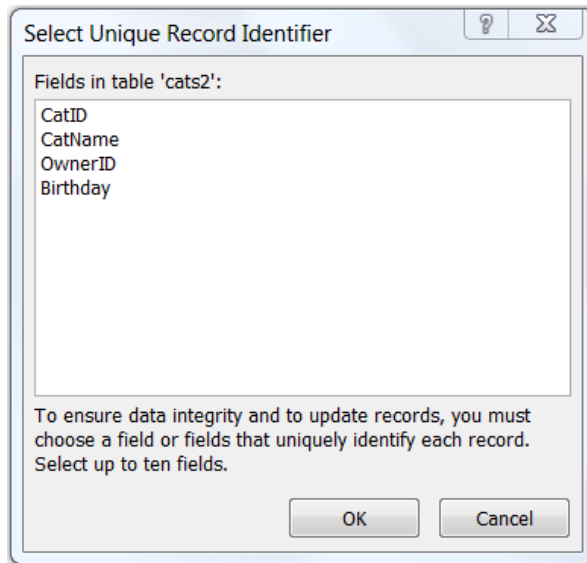 Select Unique Record Identifier
?
Fields in table 'cats2':
CatID
CatName
OwnerID
Birthday
To ensure data integrity and to update records, you must
choose a field or fields that uniquely identify each record.
Select up to ten fields.
OK Cancel